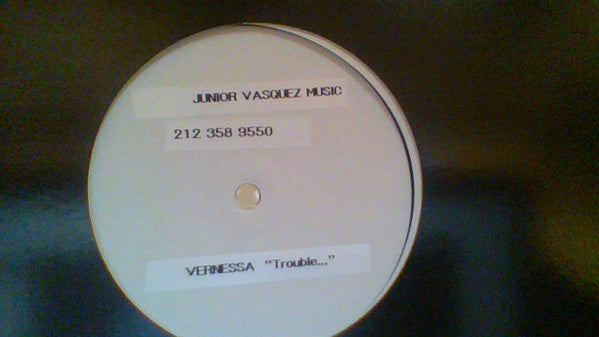 JUNIOR VASQUEZ MUSIC
212 358 9550
VERNESSA "Trouble..."